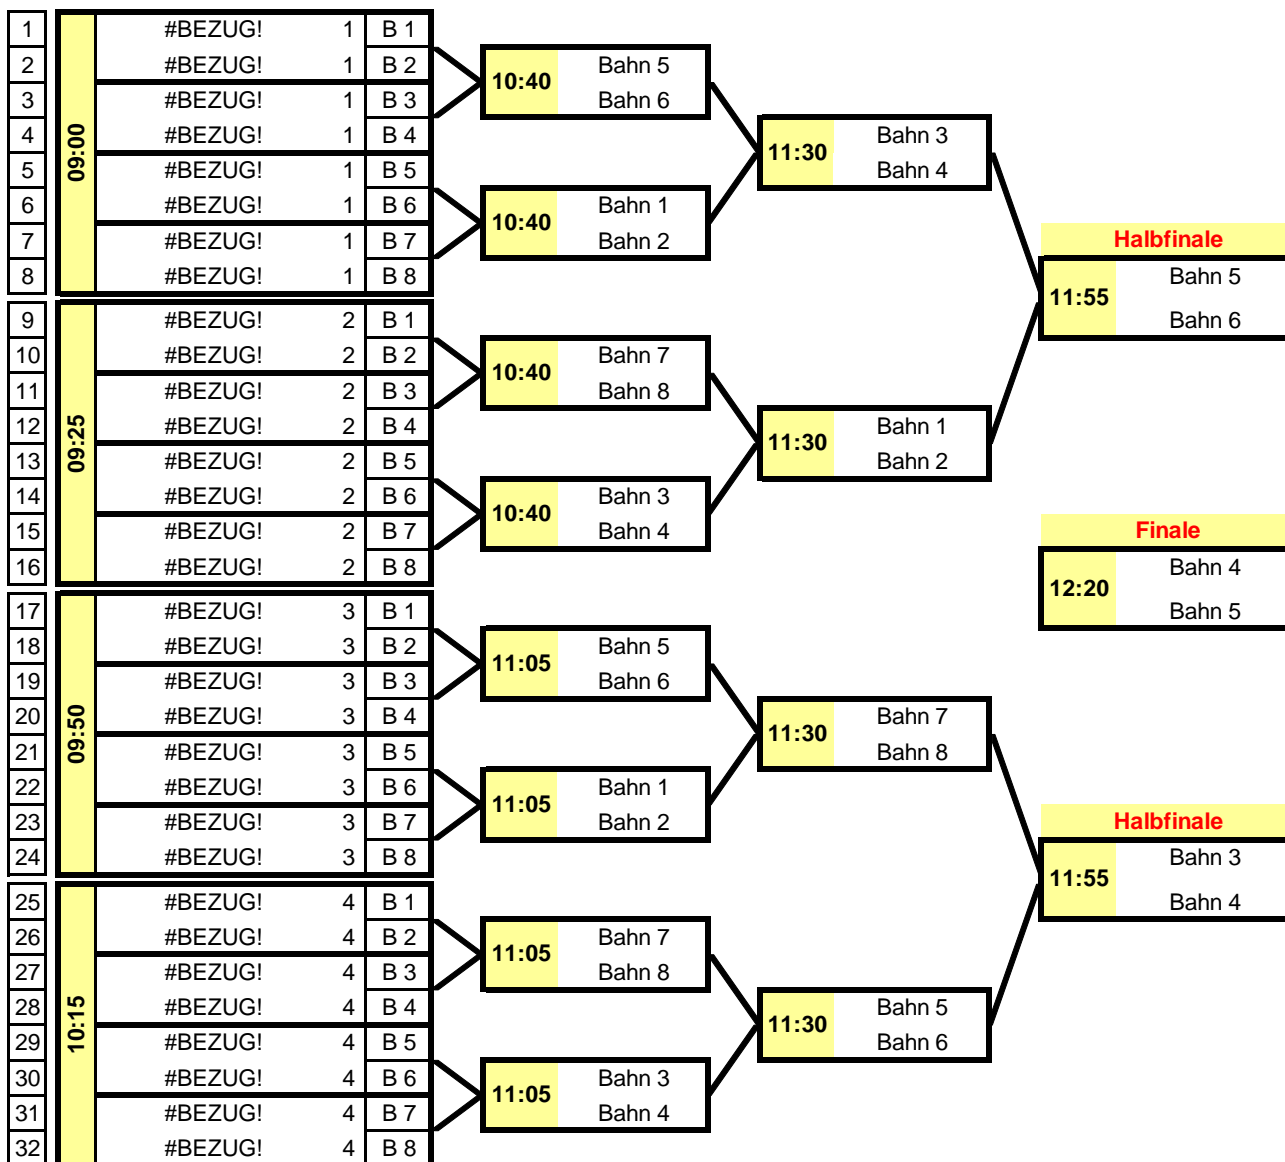 1 #BEZUG! 1 B 1
2 #BEZUG! 1 B 2
3 #BEZUG! 1 B 3
4 #BEZUG! 1 B 4
5 #BEZUG! 1 B 5
6 #BEZUG! 1 B 6
7 #BEZUG! 1 B 7
8 #BEZUG! 1 B 8
09:00
9 #BEZUG! 2 B 1
10 #BEZUG! 2 B 2
11 #BEZUG! 2 B 3
12 #BEZUG! 2 B 4
13 #BEZUG! 2 B 5
14 #BEZUG! 2 B 6
15 #BEZUG! 2 B 7
16 #BEZUG! 2 B 8
09:25
17 #BEZUG! 3 B 1
18 #BEZUG! 3 B 2
19 #BEZUG! 3 B 3
20 #BEZUG! 3 B 4
21 #BEZUG! 3 B 5
22 #BEZUG! 3 B 6
23 #BEZUG! 3 B 7
24 #BEZUG! 3 B 8
09:50
25 #BEZUG! 4 B 1
26 #BEZUG! 4 B 2
27 #BEZUG! 4 B 3
28 #BEZUG! 4 B 4
29 #BEZUG! 4 B 5
30 #BEZUG! 4 B 6
31 #BEZUG! 4 B 7
32 #BEZUG! 4 B 8
10:15
10:40
Bahn 5
Bahn 6
10:40
Bahn 1
Bahn 2
10:40
Bahn 7
Bahn 8
10:40
Bahn 3
Bahn 4
11:05
Bahn 5
Bahn 6
11:05
Bahn 1
Bahn 2
11:05
Bahn 7
Bahn 8
11:05
Bahn 3
Bahn 4
11:30
Bahn 3
Bahn 4
11:30
Bahn 1
Bahn 2
11:30
Bahn 7
Bahn 8
11:30
Bahn 5
Bahn 6
Halbfinale
11:55
Bahn 5
Bahn 6
Finale
12:20
Bahn 4
Bahn 5
Halbfinale
11:55
Bahn 3
Bahn 4